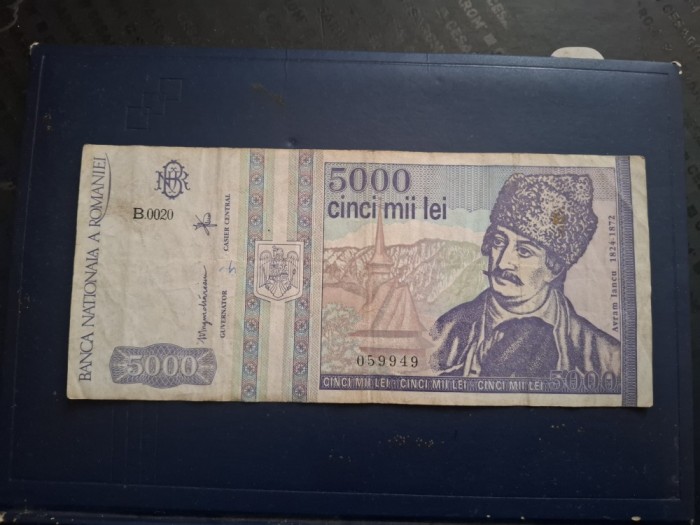 BANCA NATIONALA A ROMANIEI
BNR
B.0020
GUVERNATOR
CASIER CENTRAL
5000
5000
cinci mii lei
059949
Avram Iancu 1824-1872
CINCI MII LEI CINCI MII LEI CINCI MII LEI
5000